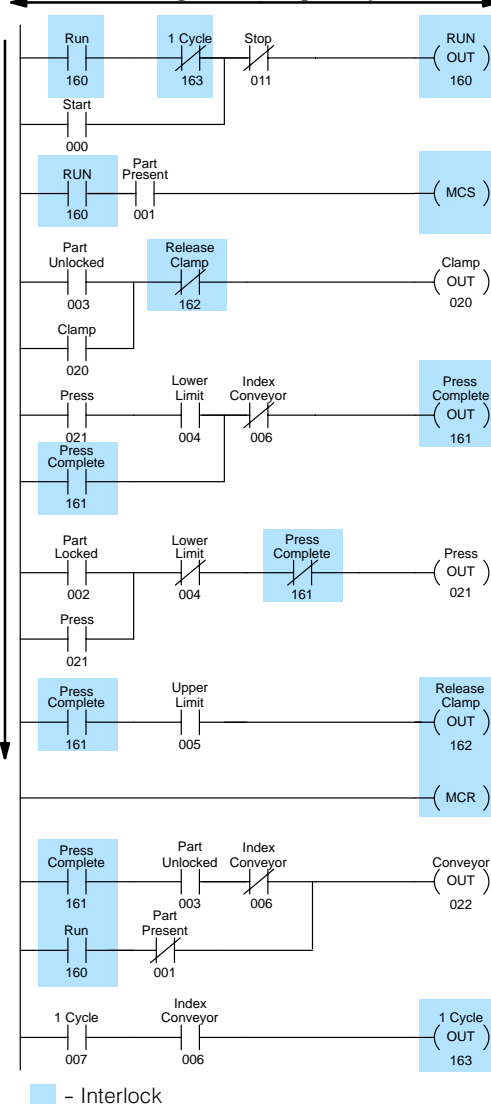 Run 1 Cycle Stop RUN
OUT
160 163 011 160
Start
000
RUN Part Present
MCS
160 001
Part Unlocked Release Clamp Clamp
OUT
003 162 020
Clamp
020
Press Lower Limit Index Conveyor Press Complete
OUT
021 004 006 161
Press Complete
161
Part Locked Lower Limit Press Complete Press
OUT
002 004 161 021
Press
021
Press Complete Upper Limit Release Clamp
OUT
161 005 162
MCR
Press Complete Part Unlocked Index Conveyor Conveyor
OUT
161 003 006 022
Run Part Present
160 001
1 Cycle Index Conveyor 1 Cycle
OUT
007 006 163
– Interlock